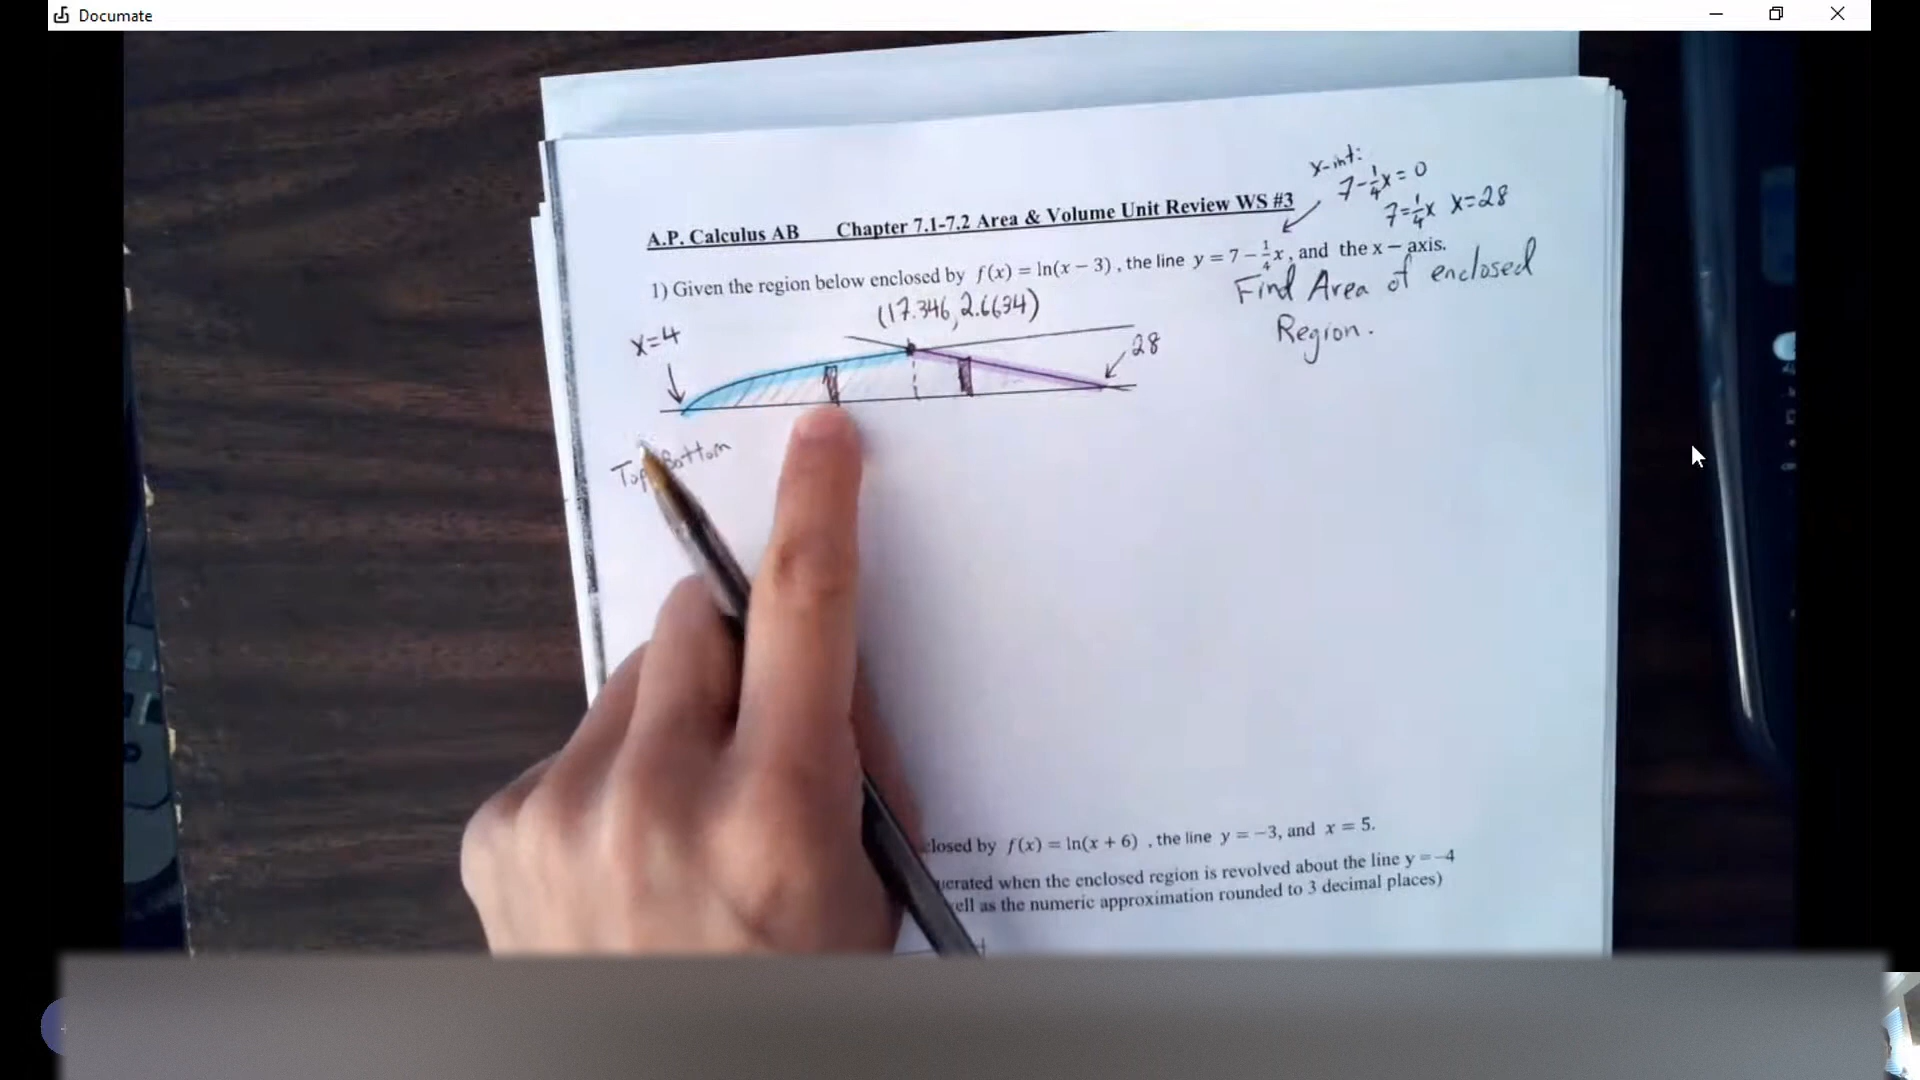 Documate
x-int:
7-1/4x=0
7=1/4x x=28
A.P. Calculus AB Chapter 7.1-7.2 Area & Volume Unit Review WS #3
1) Given the region below enclosed by f(x) = ln(x − 3), the line y = 7 − 1/4x, and the x − axis.
Find Area of enclosed
Region.
(17.346, 2.6634)
x=4
28
Top Bottom
closed by f(x) = ln(x + 6), the line y = −3, and x = 5.
when the enclosed region is revolved about the line y = −4
as the numeric approximation rounded to 3 decimal places)